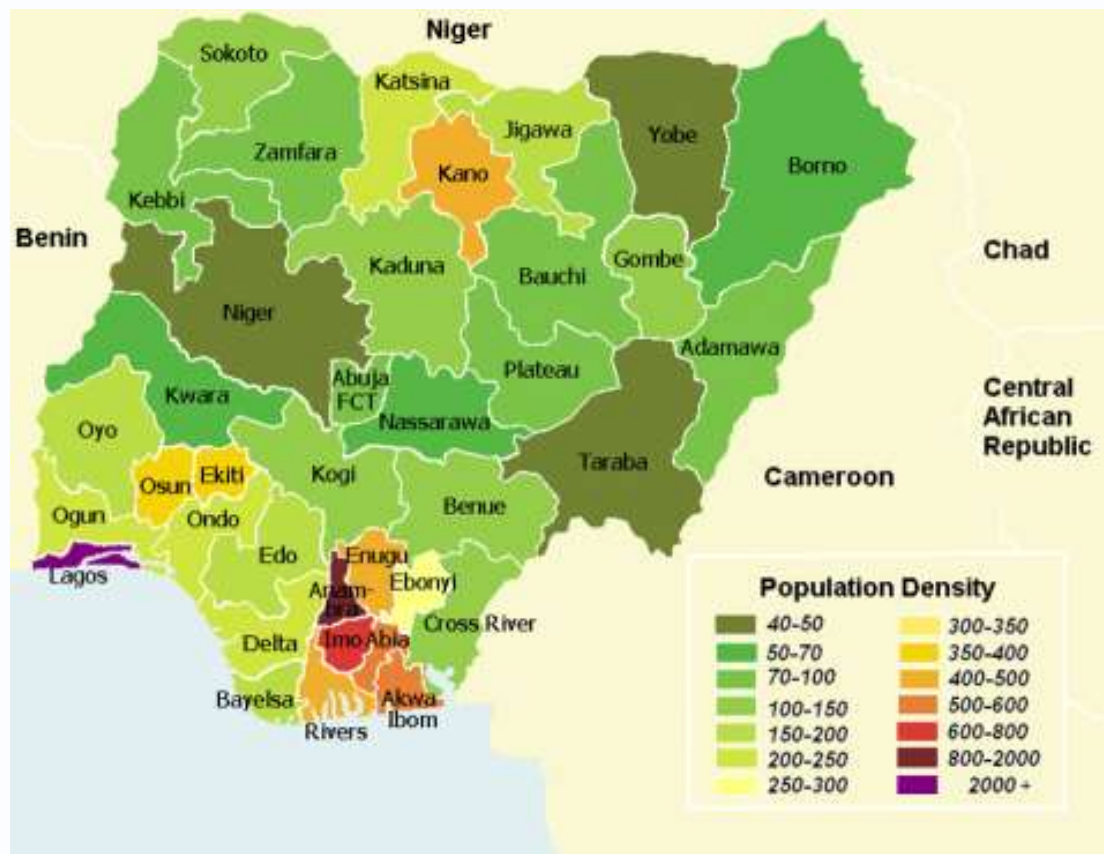 Niger
Sokoto
Katsina
Jigawa
Yobe
Borno
Zamfara
Kano
Kebbi
Benin
Chad
Kaduna
Bauchi
Gombe
Niger
Adamawa
Abuja
FCT
Plateau
Kwara
Nassarawa
Central
African
Republic
Oyo
Taraba
Cameroon
Osun
Ekiti
Kogi
Benue
Ogun
Ondo
Edo
Enugu
Lagos
Ebonyi
Anam-
bra
Cross River
Delta
Imo
Abia
Bayelsa
Akwa
Ibom
Rivers
Population Density
40-50
50-70
70-100
100-150
150-200
200-250
250-300
300-350
350-400
400-500
500-600
600-800
800-2000
2000 +